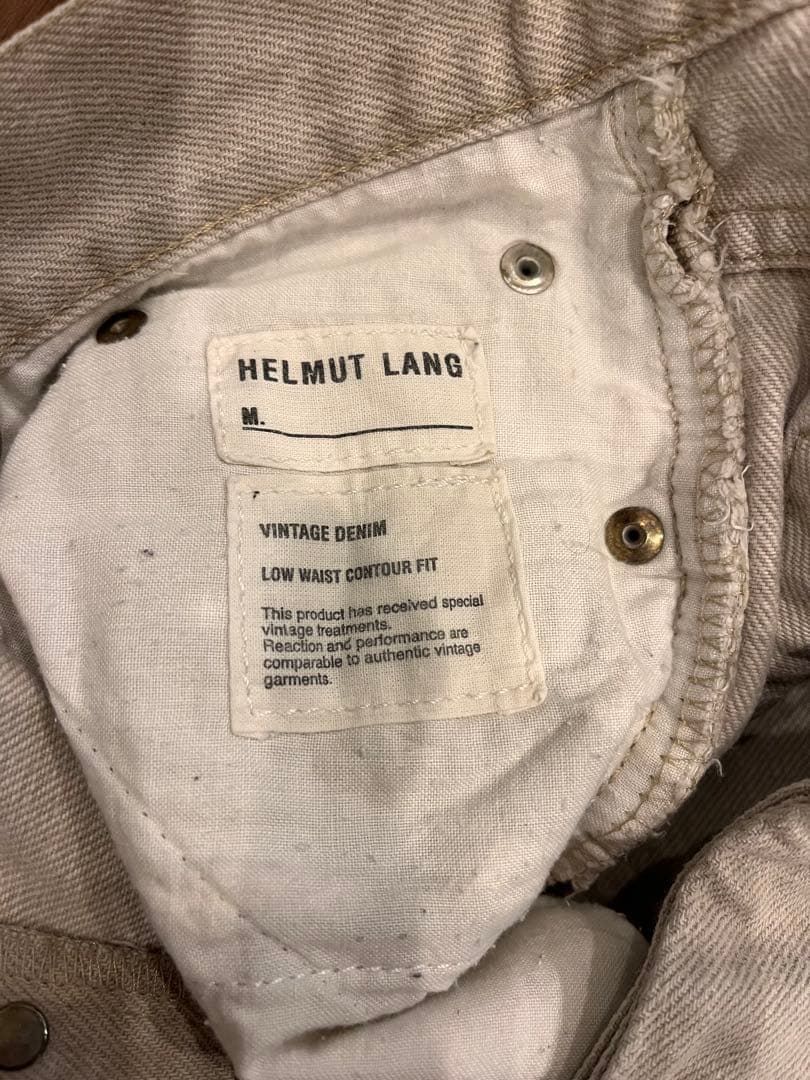 HELMUT LANG
M.
VINTAGE DENIM
LOW WAIST CONTOUR FIT
This product has received special
vintage treatments.
Reaction and performance are
comparable to authentic vintage
garments.